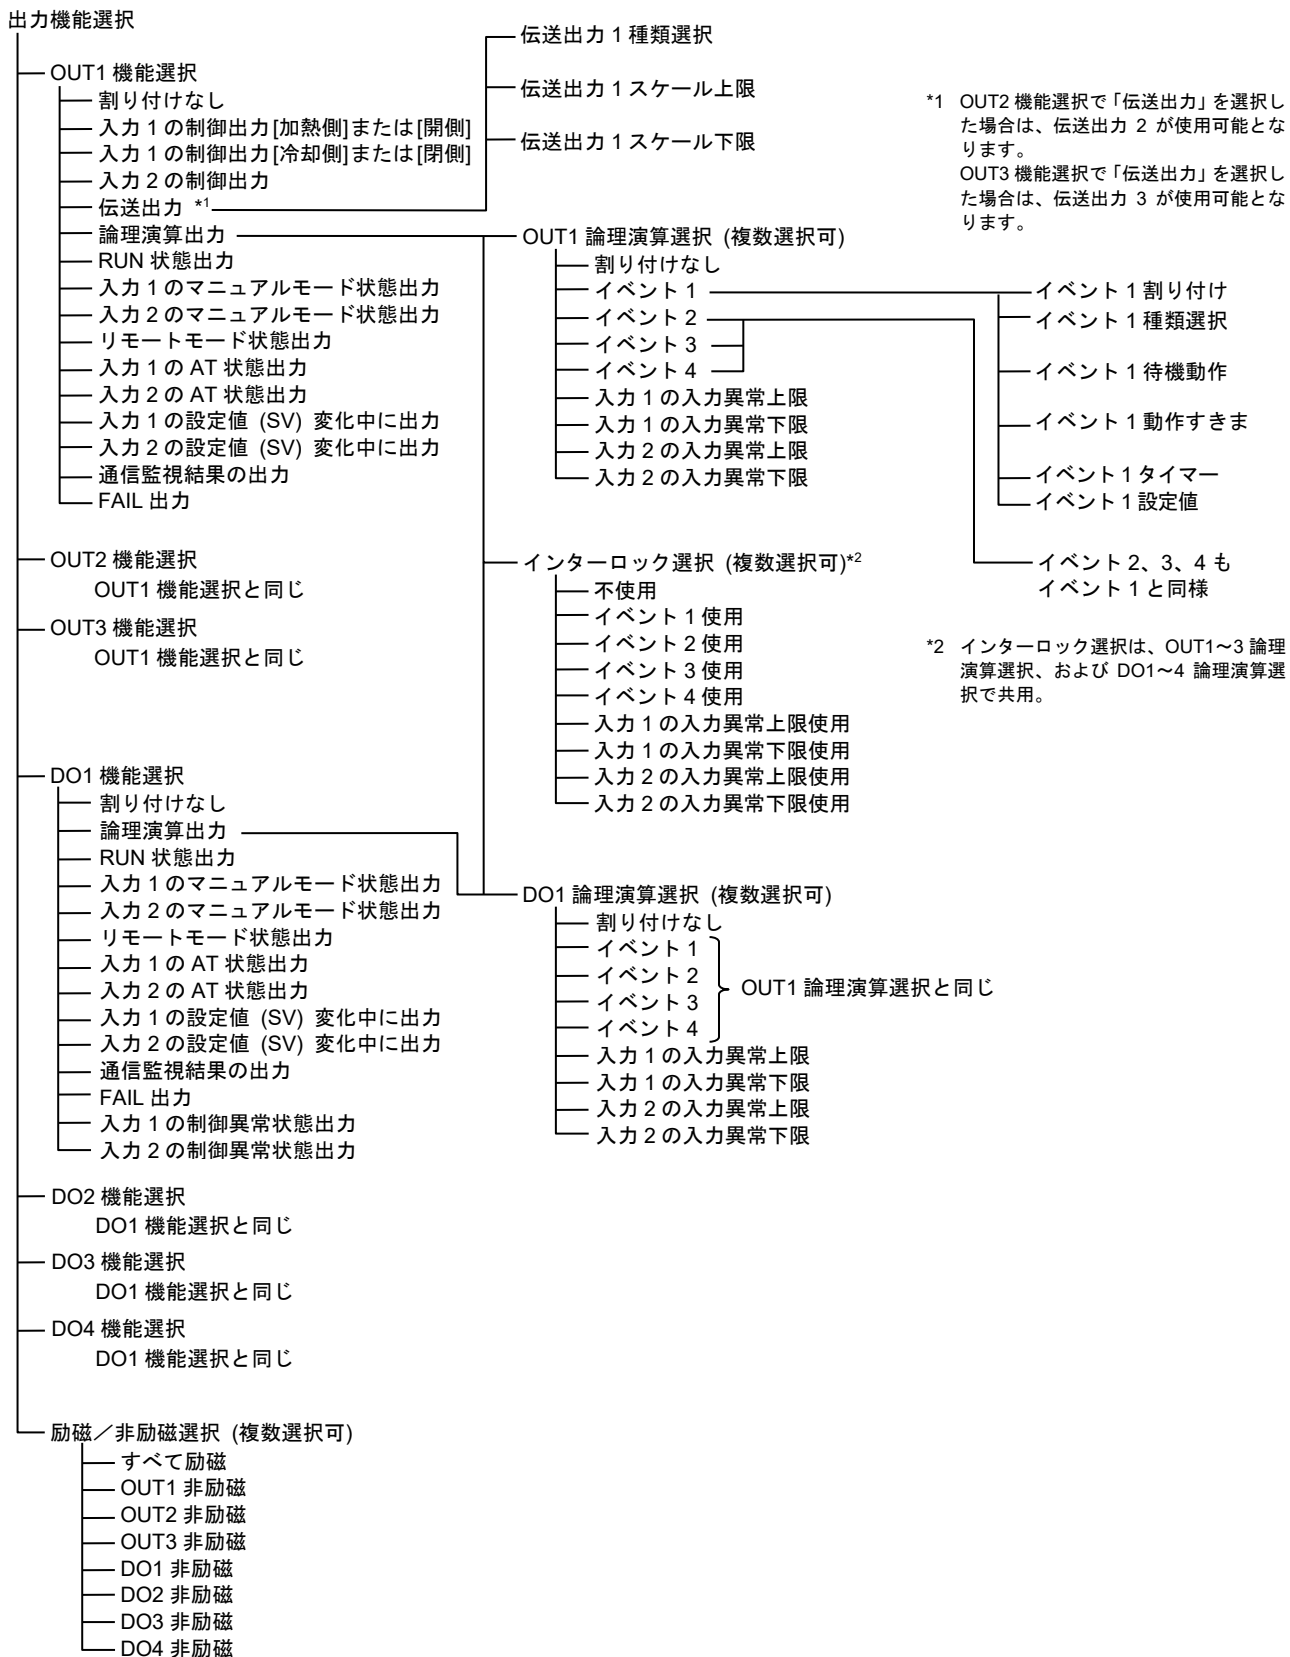 出力機能選択
OUT1 機能選択
割り付けなし
入力 1 の制御出力[加熱側]または[開側]
入力 1 の制御出力[冷却側]または[閉側]
入力 2 の制御出力
伝送出力 *1
論理演算出力
RUN 状態出力
入力 1 のマニュアルモード状態出力
入力 2 のマニュアルモード状態出力
リモートモード状態出力
入力 1 の AT 状態出力
入力 2 の AT 状態出力
入力 1 の設定値 (SV) 変化中に出力
入力 2 の設定値 (SV) 変化中に出力
通信監視結果の出力
FAIL 出力
OUT2 機能選択
OUT1 機能選択と同じ
OUT3 機能選択
OUT1 機能選択と同じ
DO1 機能選択
割り付けなし
論理演算出力
RUN 状態出力
入力 1 のマニュアルモード状態出力
入力 2 のマニュアルモード状態出力
リモートモード状態出力
入力 1 の AT 状態出力
入力 2 の AT 状態出力
入力 1 の設定値 (SV) 変化中に出力
入力 2 の設定値 (SV) 変化中に出力
通信監視結果の出力
FAIL 出力
入力 1 の制御異常状態出力
入力 2 の制御異常状態出力
DO2 機能選択
DO1 機能選択と同じ
DO3 機能選択
DO1 機能選択と同じ
DO4 機能選択
DO1 機能選択と同じ
励磁／非励磁選択 (複数選択可)
すべて励磁
OUT1 非励磁
OUT2 非励磁
OUT3 非励磁
DO1 非励磁
DO2 非励磁
DO3 非励磁
DO4 非励磁
伝送出力 1 種類選択
伝送出力 1 スケール上限
伝送出力 1 スケール下限
OUT1 論理演算選択 (複数選択可)
割り付けなし
イベント 1
イベント 2
イベント 3
イベント 4
入力 1 の入力異常上限
入力 1 の入力異常下限
入力 2 の入力異常上限
入力 2 の入力異常下限
インターロック選択 (複数選択可)*2
不使用
イベント 1 使用
イベント 2 使用
イベント 3 使用
イベント 4 使用
入力 1 の入力異常上限使用
入力 1 の入力異常下限使用
入力 2 の入力異常上限使用
入力 2 の入力異常下限使用
DO1 論理演算選択 (複数選択可)
割り付けなし
イベント 1
イベント 2
イベント 3
イベント 4
OUT1 論理演算選択と同じ
入力 1 の入力異常上限
入力 1 の入力異常下限
入力 2 の入力異常上限
入力 2 の入力異常下限
*1 OUT2 機能選択で「伝送出力」を選択し
た場合は、伝送出力 2 が使用可能とな
ります。
OUT3 機能選択で「伝送出力」を選択し
た場合は、伝送出力 3 が使用可能とな
ります。
イベント 1 割り付け
イベント 1 種類選択
イベント 1 待機動作
イベント 1 動作すきま
イベント 1 タイマー
イベント 1 設定値
イベント 2、3、4 も
イベント 1 と同様
*2 インターロック選択は、OUT1～3 論理
演算選択、および DO1～4 論理演算選
択で共用。